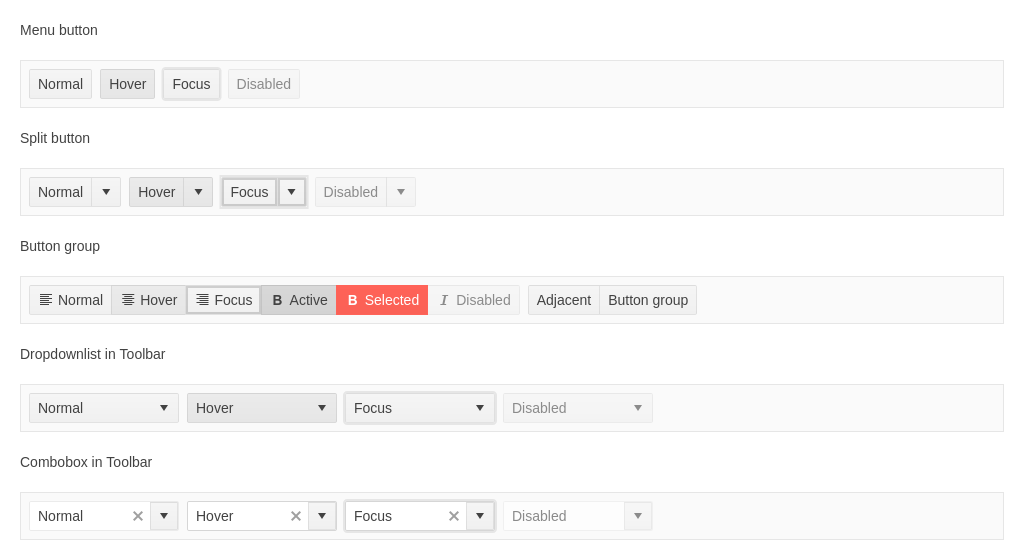 Menu button
Normal Hover Focus Disabled
Split button
Normal Hover Focus Disabled
Button group
Normal Hover Focus B Active B Selected I Disabled Adjacent Button group
Dropdownlist in Toolbar
Normal Hover Focus Disabled
Combobox in Toolbar
Normal Hover Focus Disabled